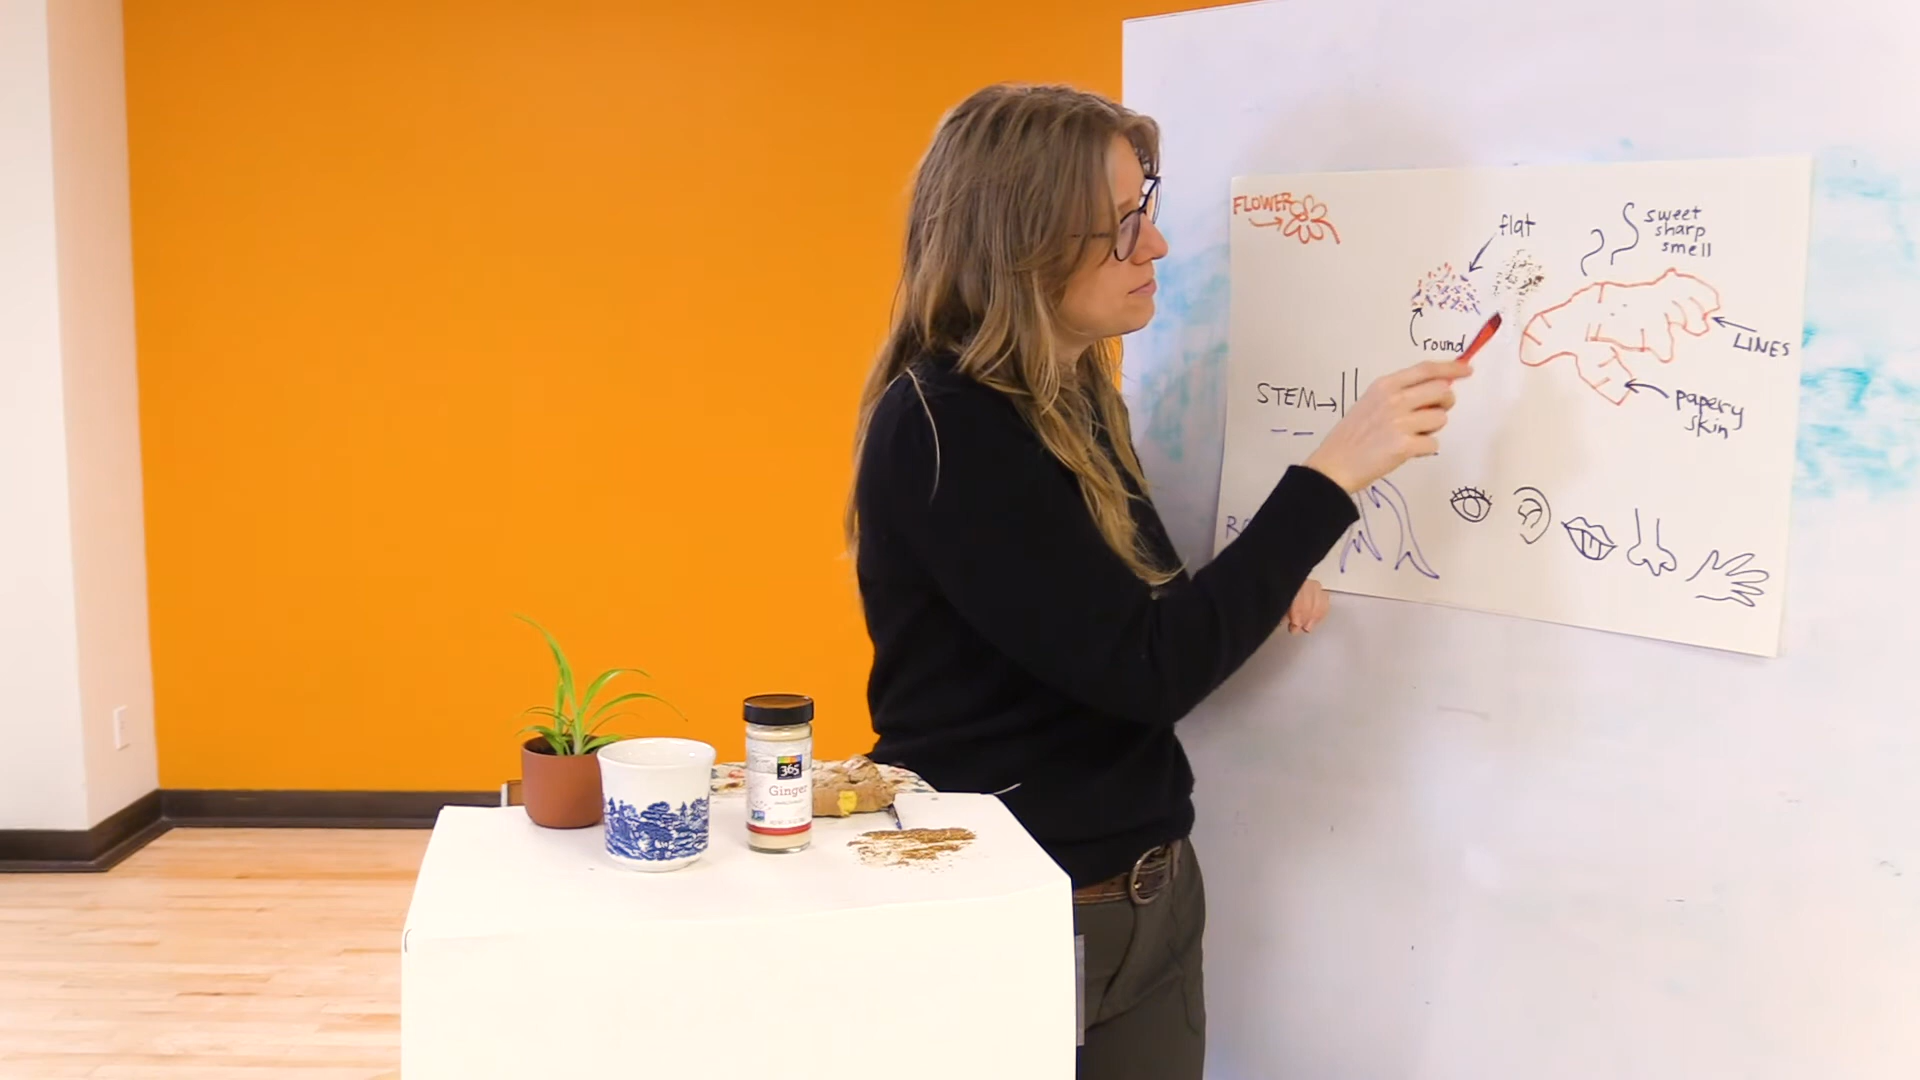 FLOWER
flat
sweet
sharp
smell
round
LINES
STEM
papery
skin
365
Ginger